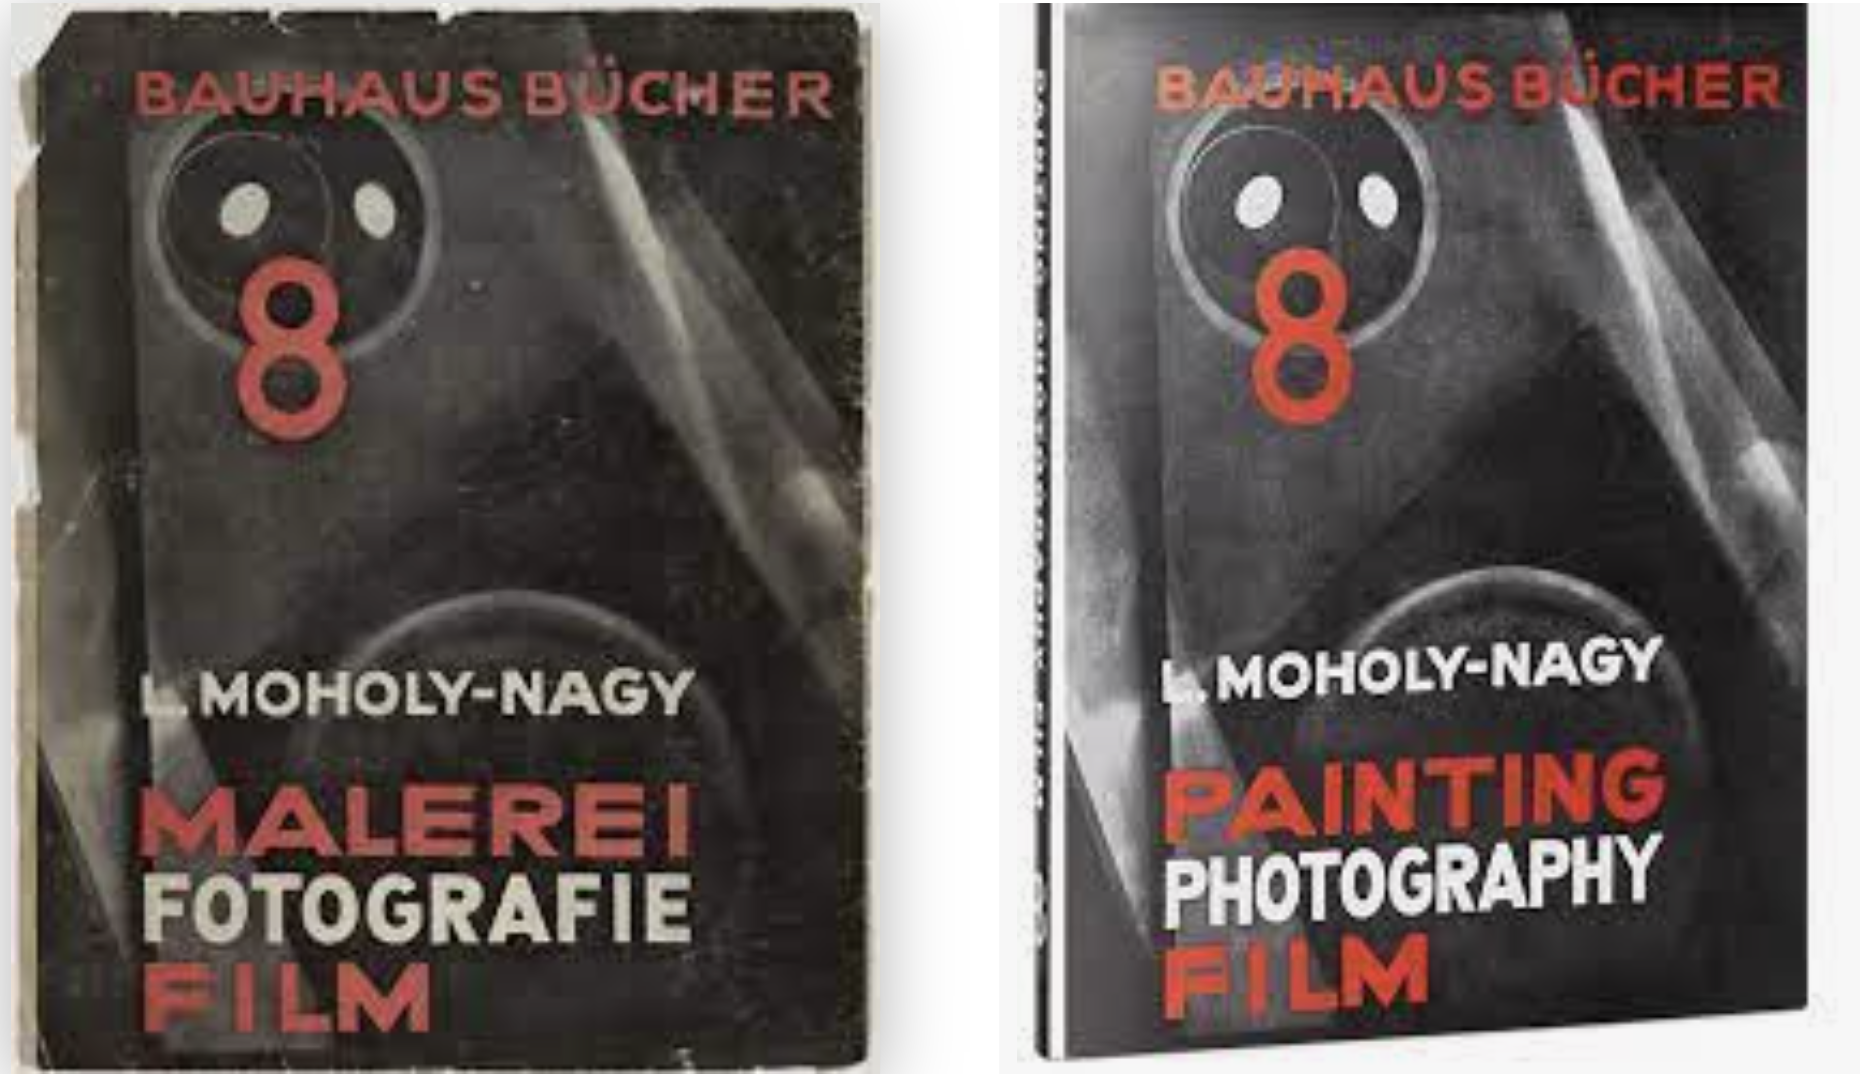 BAUHAUS BÜCHER
8
L. MOHOLY-NAGY
MALEREI
FOTOGRAFIE
FILM
BAUHAUS BÜCHER
8
L. MOHOLY-NAGY
PAINTING
PHOTOGRAPHY
FILM